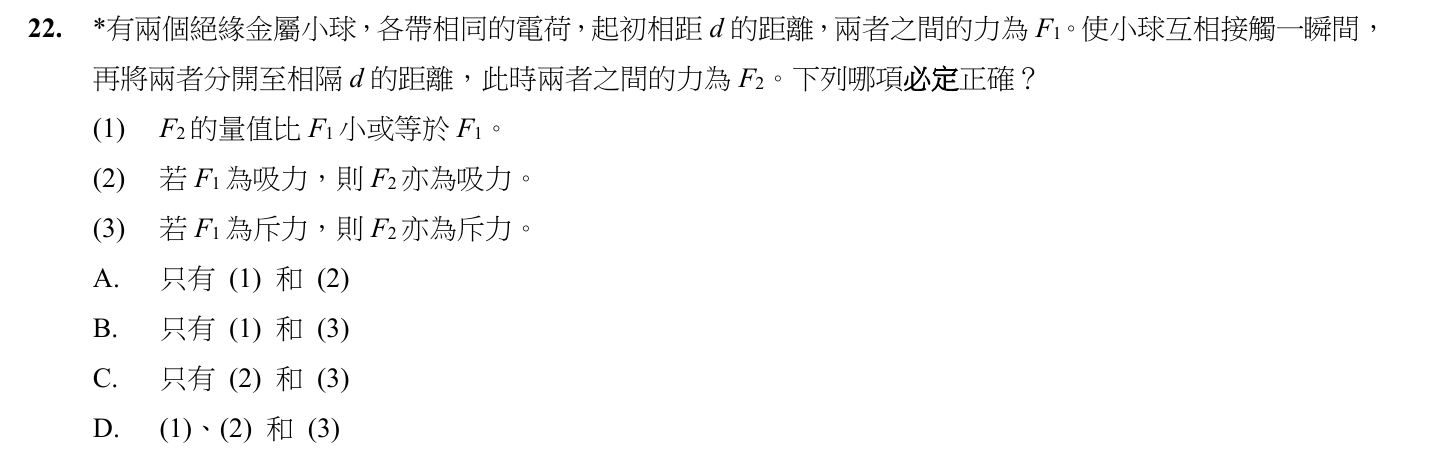 22. *有兩個絕緣金屬小球，各帶相同的電荷，起初相距 d 的距離，兩者之間的力為 F₁。使小球互相接觸一瞬間，
再將兩者分開至相隔 d 的距離，此時兩者之間的力為 F₂。下列哪項必定正確？
(1) F₂ 的量值比 F₁ 小或等於 F₁。
(2) 若 F₁ 為吸力，則 F₂ 亦為吸力。
(3) 若 F₁ 為斥力，則 F₂ 亦為斥力。
A. 只有 (1) 和 (2)
B. 只有 (1) 和 (3)
C. 只有 (2) 和 (3)
D. (1)、(2) 和 (3)